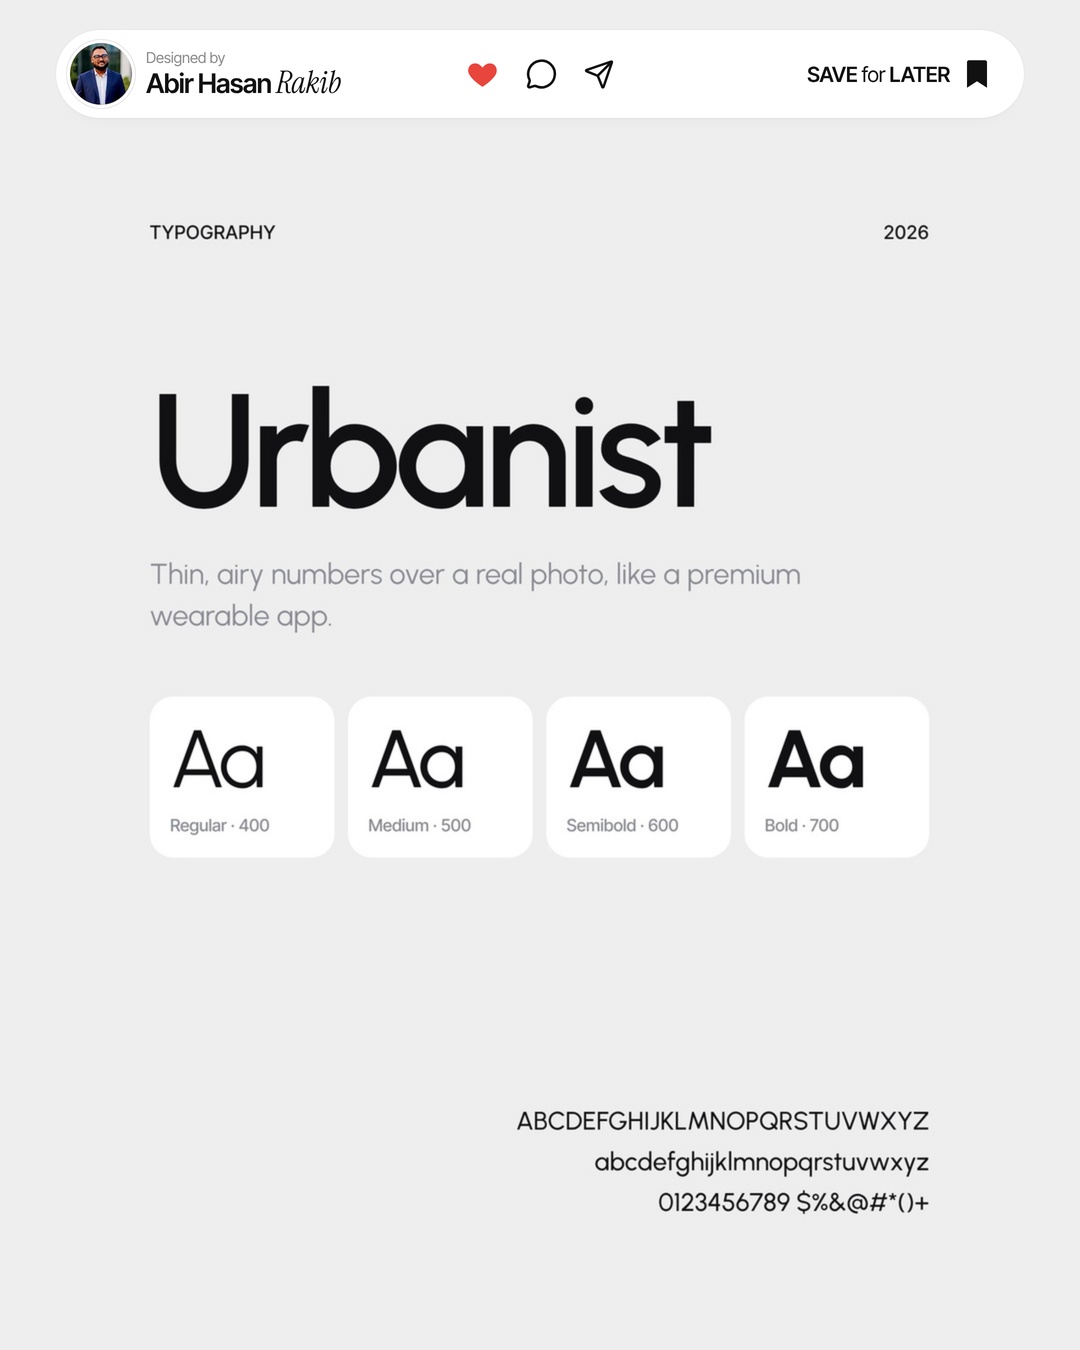 Designed by
Abir Hasan Rakib
SAVE for LATER
TYPOGRAPHY
2026
Urbanist
Thin, airy numbers over a real photo, like a premium
wearable app.
Aa
Regular · 400
Aa
Medium · 500
Aa
Semibold · 600
Aa
Bold · 700
ABCDEFGHIJKLMNOPQRSTUVWXYZ
abcdefghijklmnopqrstuvwxyz
0123456789 $%&@#*()+